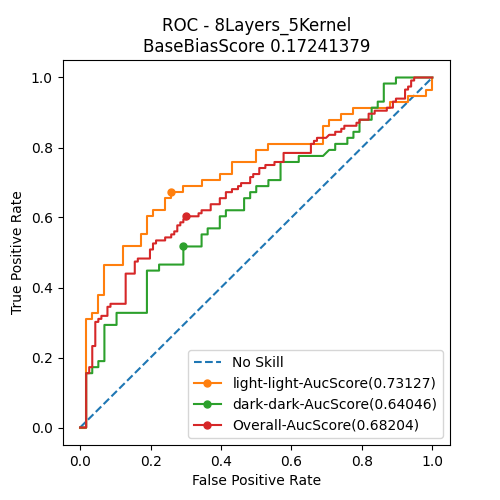 ROC - 8Layers_5Kernel
BaseBiasScore 0.17241379
True Positive Rate
1.0
0.8
0.6
0.4
0.2
0.0
No Skill
light-light-AucScore(0.73127)
dark-dark-AucScore(0.64046)
Overall-AucScore(0.68204)
0.0 0.2 0.4 0.6 0.8 1.0
False Positive Rate